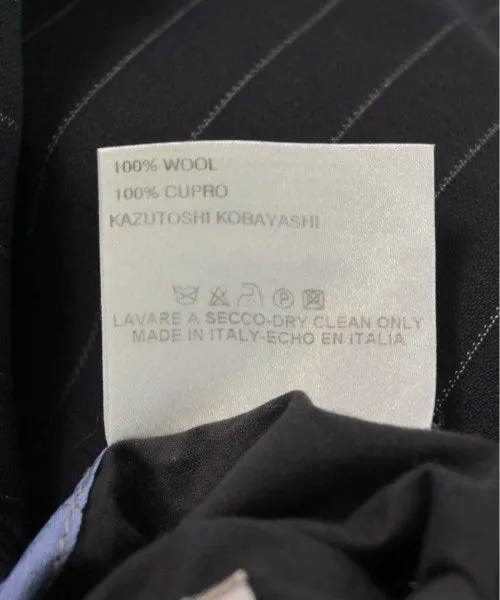 100% WOOL
100% CUPRO
KAZUTOSHI KOBAYASHI
LAVARE A SECCO-DRY CLEAN ONLY
MADE IN ITALY-ECHO EN ITALIA